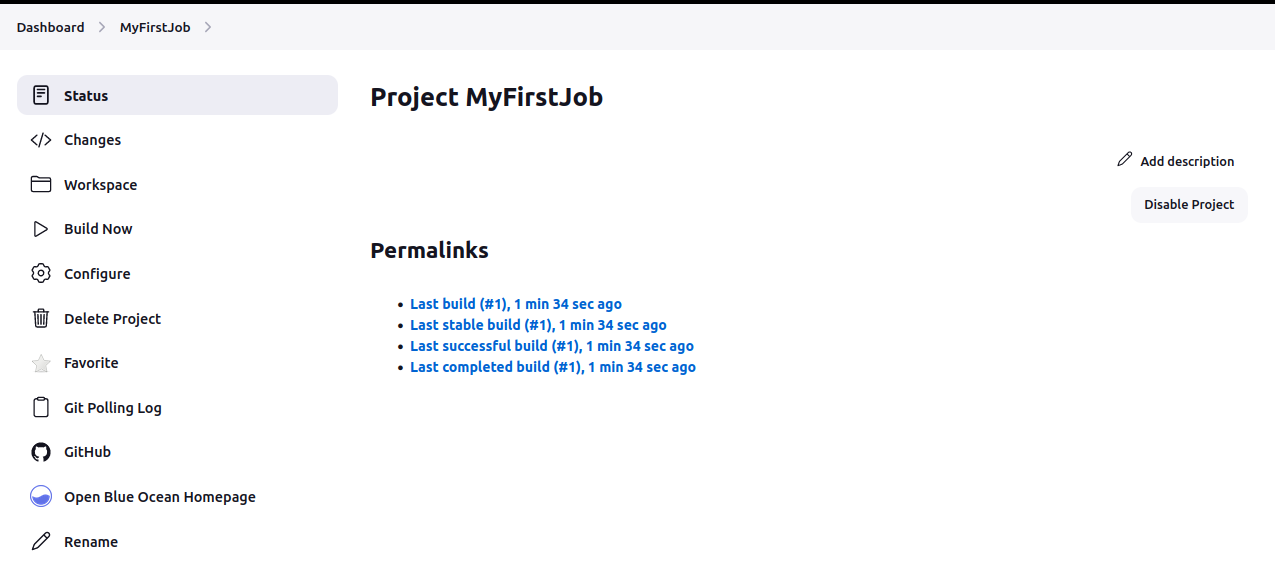 Dashboard > MyFirstJob >
Status
Changes
Workspace
Build Now
Configure
Delete Project
Favorite
Git Polling Log
GitHub
Open Blue Ocean Homepage
Rename
Project MyFirstJob
Add description
Disable Project
Permalinks
• Last build (#1), 1 min 34 sec ago
• Last stable build (#1), 1 min 34 sec ago
• Last successful build (#1), 1 min 34 sec ago
• Last completed build (#1), 1 min 34 sec ago